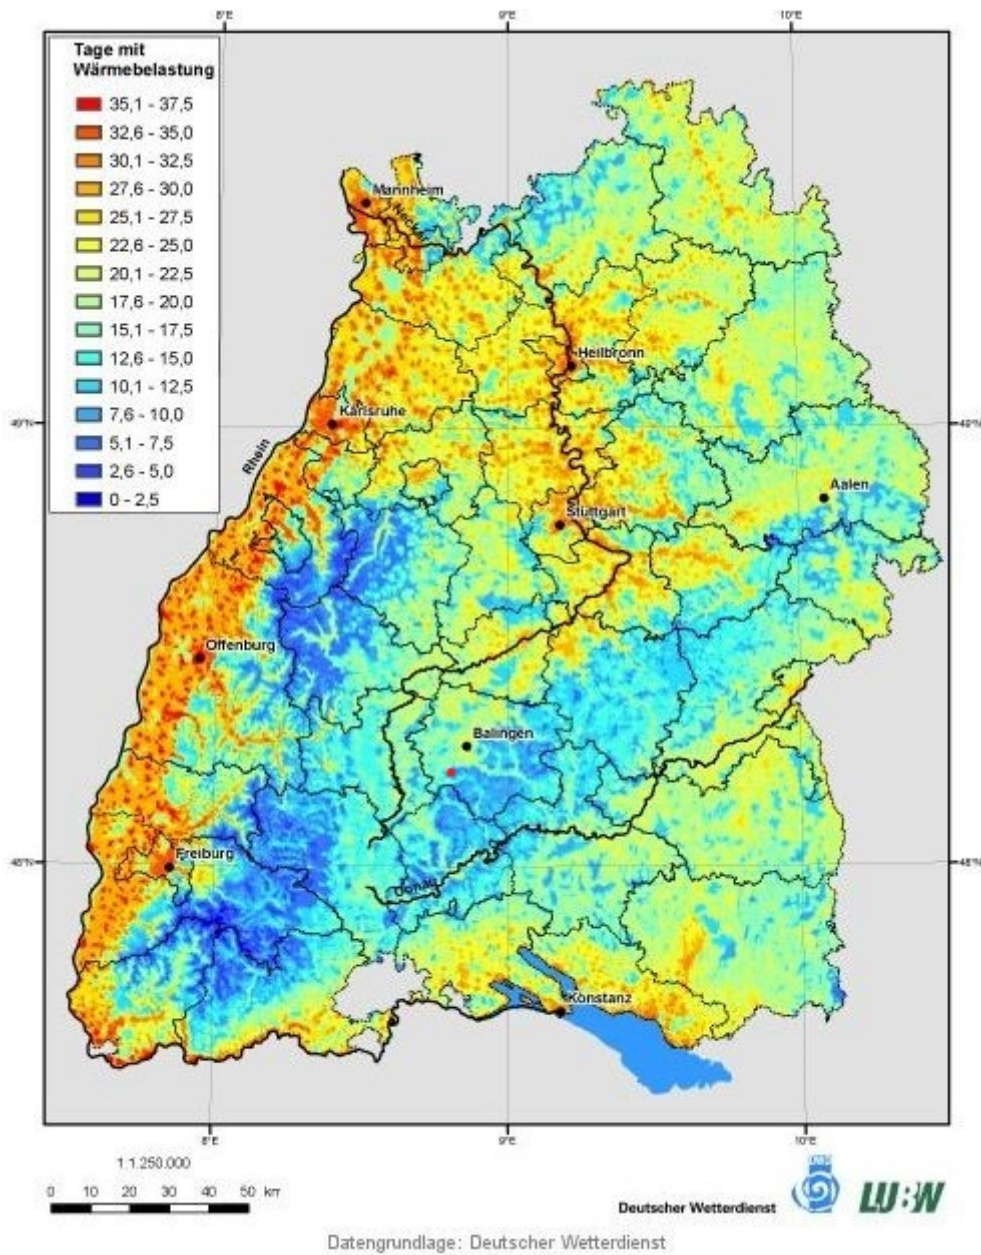 8°E
9°E
10°E
Tage mit
Wärmebelastung
35,1 - 37,5
32,6 - 35,0
30,1 - 32,5
27,6 - 30,0
25,1 - 27,5
22,6 - 25,0
20,1 - 22,5
17,6 - 20,0
15,1 - 17,5
12,6 - 15,0
10,1 - 12,5
7,6 - 10,0
5,1 - 7,5
2,6 - 5,0
0 - 2,5
Mannheim
Neckar
Heilbronn
Karlsruhe
49°N
49°N
Rhein
Aalen
Stuttgart
Offenburg
Balingen
Freiburg
48°N
48°N
Donau
Konstanz
8°E
9°E
10°E
1:1.250.000
0 10 20 30 40 50 km
Deutscher Wetterdienst
DWD
LUBW
Datengrundlage: Deutscher Wetterdienst